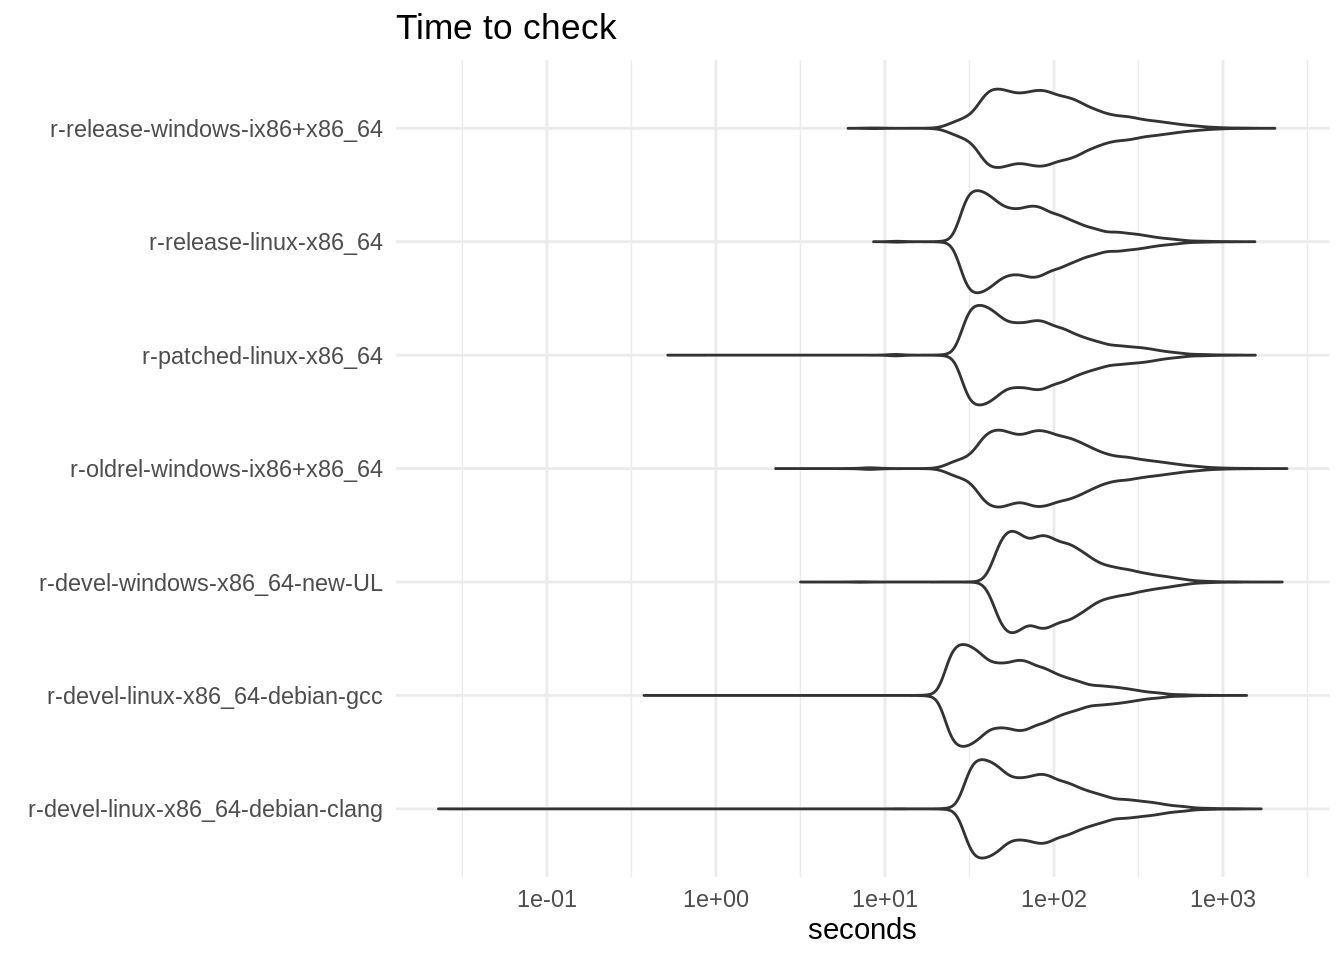 Time to check
r-release-windows-ix86+x86_64
r-release-linux-x86_64
r-patched-linux-x86_64
r-oldrel-windows-ix86+x86_64
r-devel-windows-x86_64-new-UL
r-devel-linux-x86_64-debian-gcc
r-devel-linux-x86_64-debian-clang
1e-01 1e+00 1e+01 1e+02 1e+03
seconds